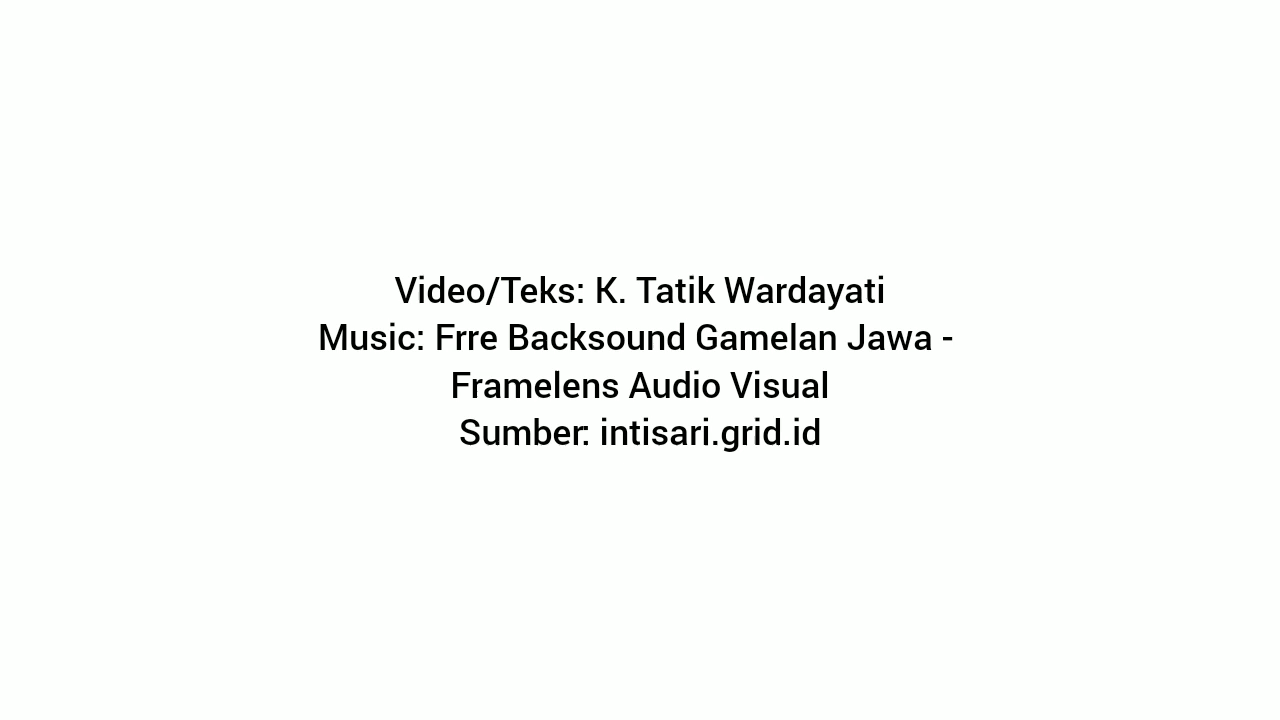 Video/Teks: K. Tatik Wardayati
Music: Frre Backsound Gamelan Jawa -
Framelens Audio Visual
Sumber: intisari.grid.id